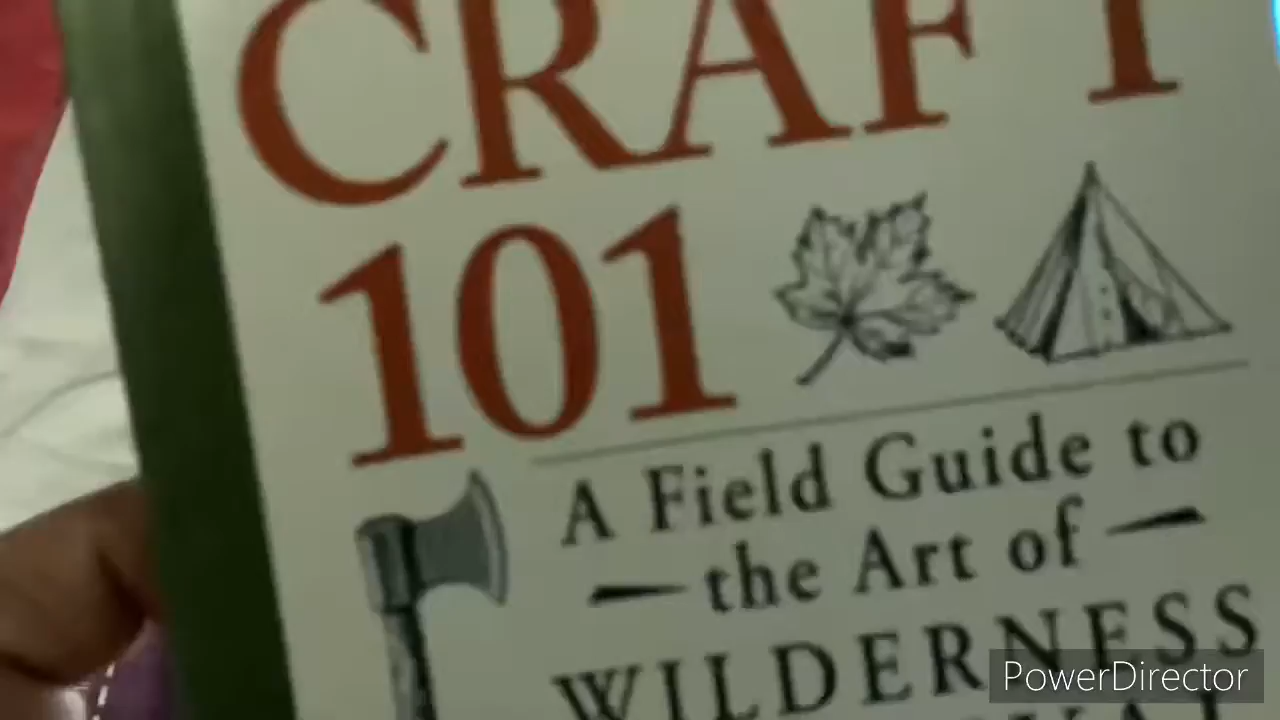 CRAFT
101
A Field Guide to
the Art of
WILDERNESS
PowerDirector